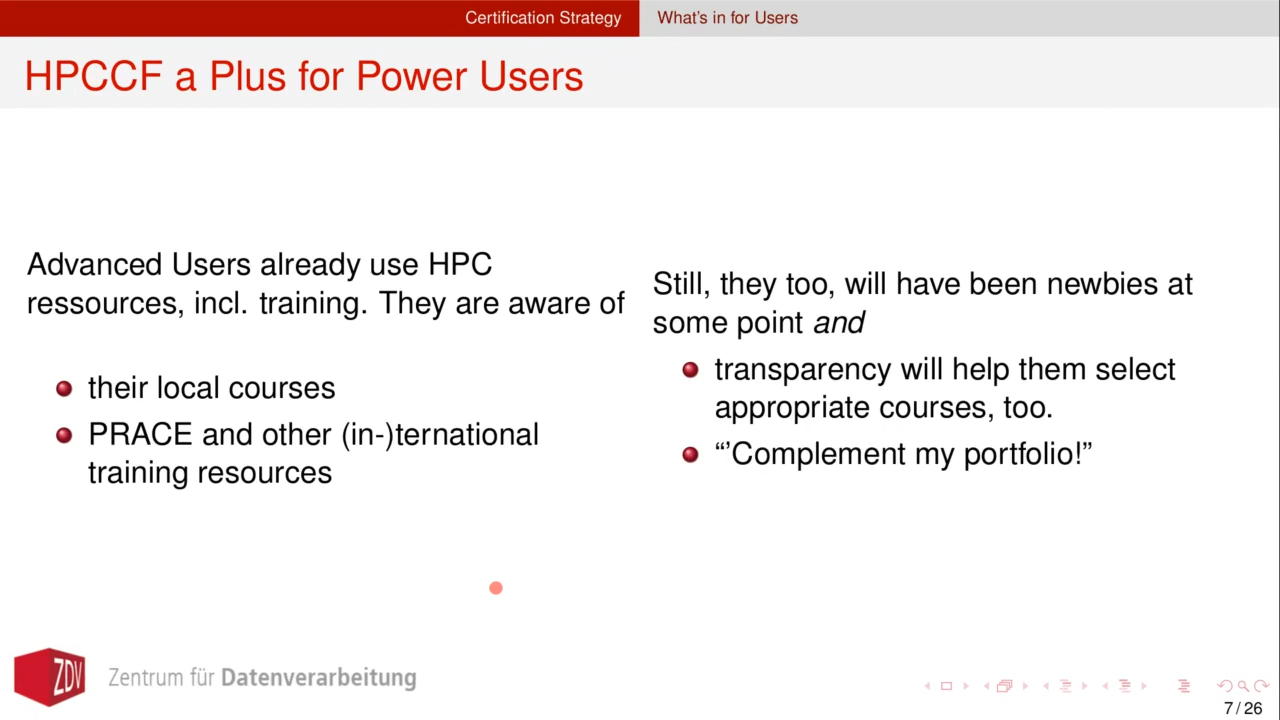 Certification Strategy
What's in for Users
HPCCF a Plus for Power Users
Advanced Users already use HPC
ressources, incl. training. They are aware of
their local courses
PRACE and other (in-)ternational
training resources
Still, they too, will have been newbies at
some point and
transparency will help them select
appropriate courses, too.
“’Complement my portfolio!”
ZDV
Zentrum für Datenverarbeitung
7 / 26